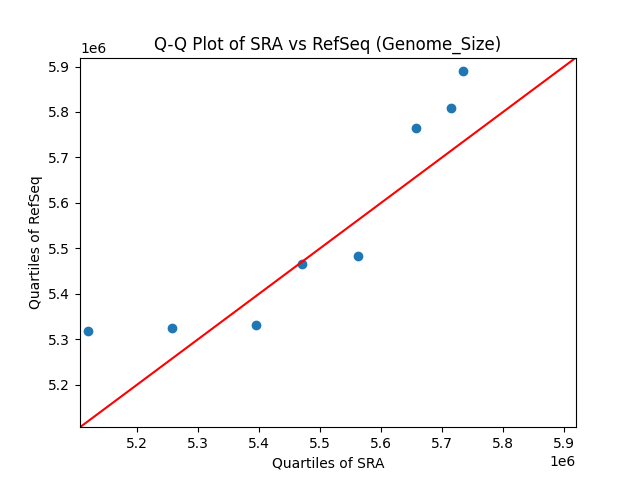 Q-Q Plot of SRA vs RefSeq (Genome_Size)
1e6
5.9
5.8
5.7
5.6
5.5
5.4
5.3
5.2
Quartiles of RefSeq
5.2 5.3 5.4 5.5 5.6 5.7 5.8 5.9
1e6
Quartiles of SRA